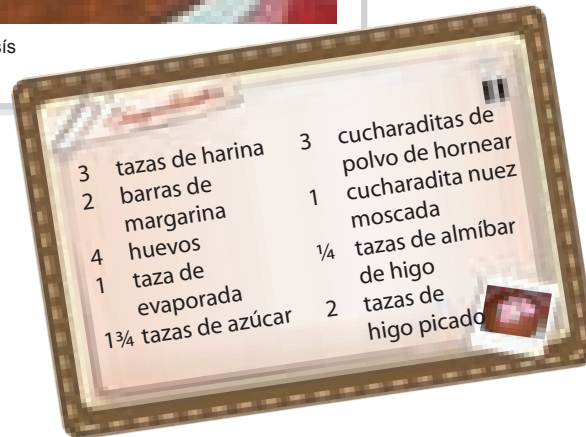 sís
3 tazas de harina
2 barras de
margarina
4 huevos
1 taza de
evaporada
1¾ tazas de azúcar
3 cucharaditas de
polvo de hornear
1 cucharadita nuez
moscada
¼ tazas de almíbar
de higo
2 tazas de
higo picado